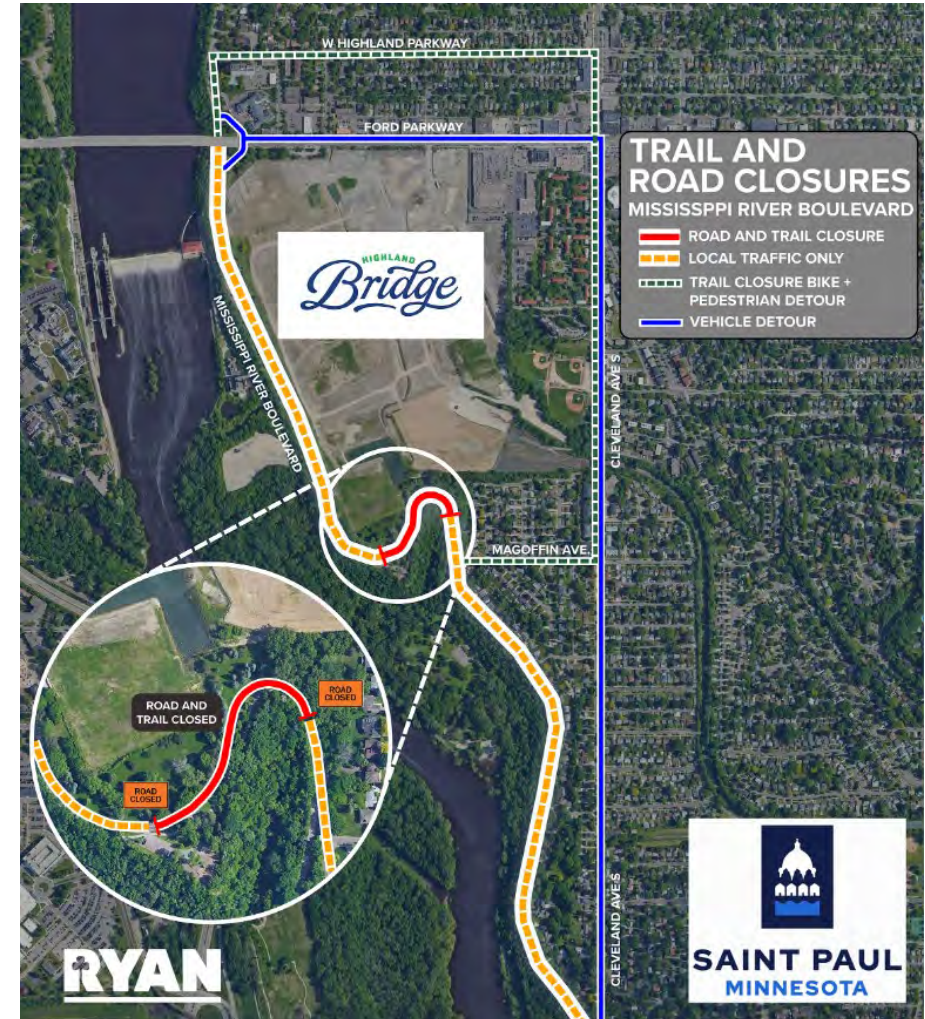 W HIGHLAND PARKWAY
FORD PARKWAY
TRAIL AND
ROAD CLOSURES
MISSISSPPI RIVER BOULEVARD
ROAD AND TRAIL CLOSURE
LOCAL TRAFFIC ONLY
TRAIL CLOSURE BIKE +
PEDESTRIAN DETOUR
VEHICLE DETOUR
HIGHLAND
Bridge
MISSISSIPPI RIVER BOULEVARD
CLEVELAND AVE S
MAGOFFIN AVE.
ROAD AND
TRAIL CLOSED
ROAD
CLOSED
ROAD
CLOSED
CLEVELAND AVE S
RYAN
SAINT PAUL
MINNESOTA